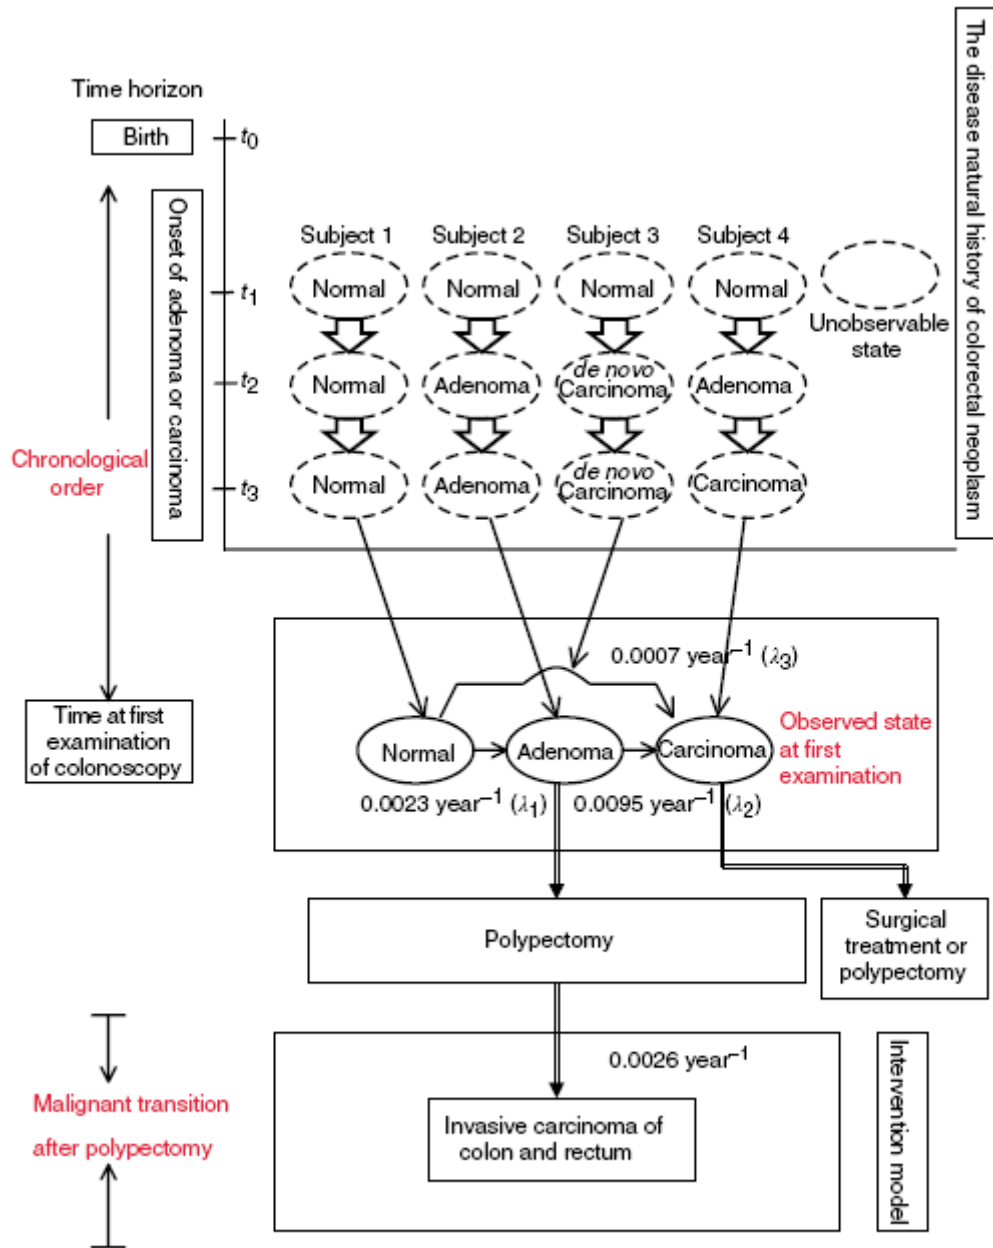 The disease natural history of colorectal neoplasm
Time horizon
Birth
t0
Onset of adenoma or carcinoma
Subject 1 Subject 2 Subject 3 Subject 4
t1
Normal Normal Normal Normal
Unobservable
state
t2
Normal Adenoma de novo
Carcinoma Adenoma
Chronological
order
t3
Normal Adenoma de novo
Carcinoma Carcinoma
0.0007 year⁻¹ (λ3)
Time at first
examination
of colonoscopy
Normal Adenoma Carcinoma
Observed state
at first
examination
0.0023 year⁻¹ (λ1) 0.0095 year⁻¹ (λ2)
Polypectomy
Surgical
treatment or
polypectomy
0.0026 year⁻¹
Malignant transition
after polypectomy
Invasive carcinoma of
colon and rectum
Intervention model